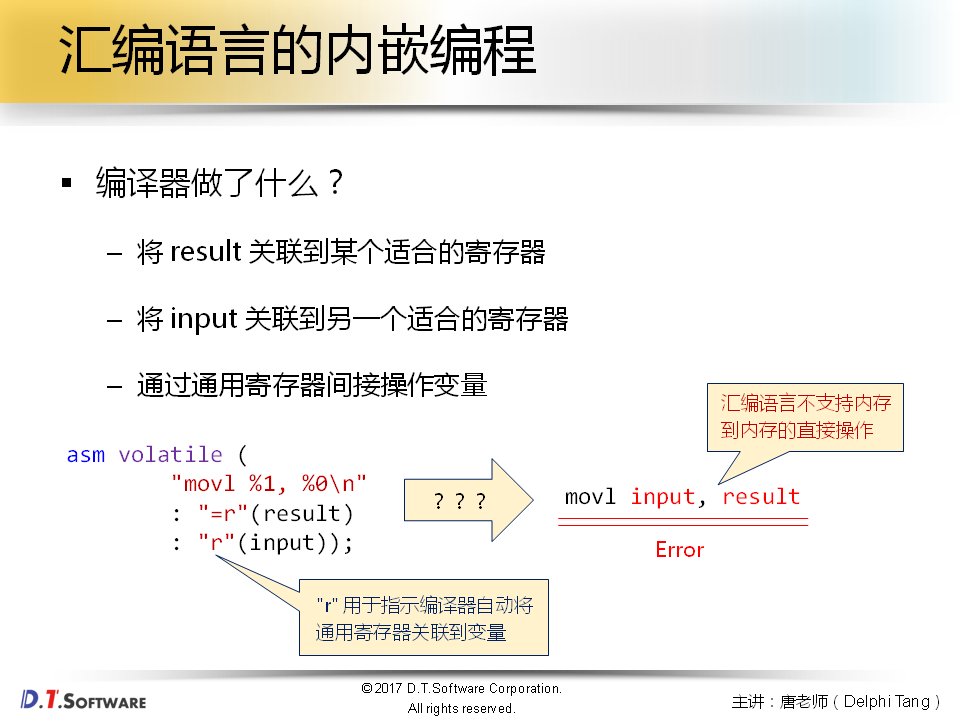 汇编语言的内嵌编程
▪ 编译器做了什么？
– 将 result 关联到某个适合的寄存器
– 将 input 关联到另一个适合的寄存器
– 通过通用寄存器间接操作变量
汇编语言不支持内存
到内存的直接操作
asm volatile (
"movl %1, %0\n"
: "=r"(result)
: "r"(input));
? ? ?
movl input, result
Error
"r" 用于指示编译器自动将
通用寄存器关联到变量
D.T.SOFTWARE
©2017 D.T.Software Corporation.
All rights reserved.
主讲：唐老师（Delphi Tang）